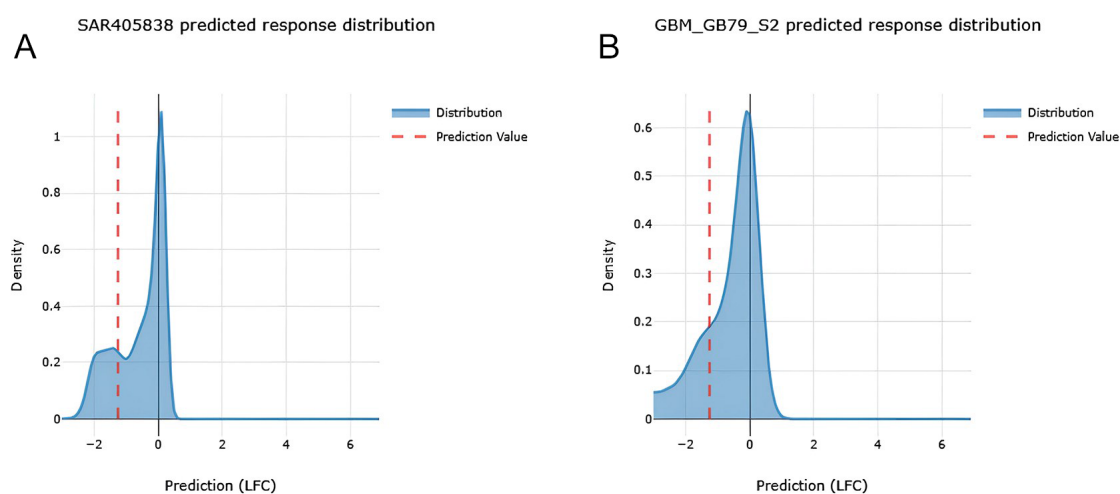 SAR405838 predicted response distribution
A
Distribution
Prediction Value
Density
1
0.8
0.6
0.4
0.2
0
−2
0
2
4
6
Prediction (LFC)
GBM_GB79_S2 predicted response distribution
B
Distribution
Prediction Value
Density
0.6
0.5
0.4
0.3
0.2
0.1
0
−2
0
2
4
6
Prediction (LFC)